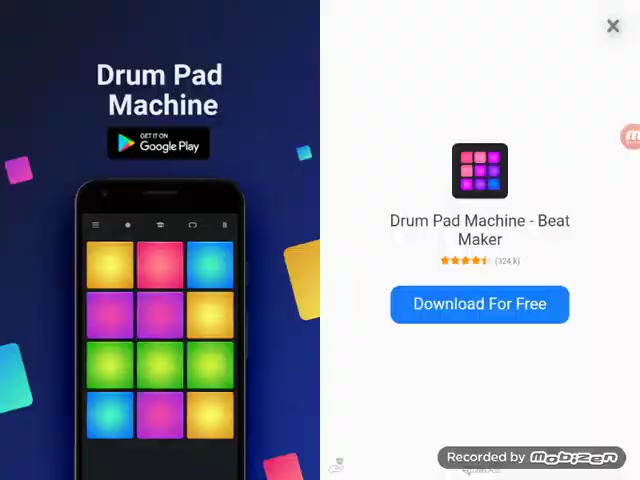 Drum Pad
Machine
GET IT ON
Google Play
Drum Pad Machine - Beat
Maker
(324 k)
Download For Free
Recorded by MOBIZEN